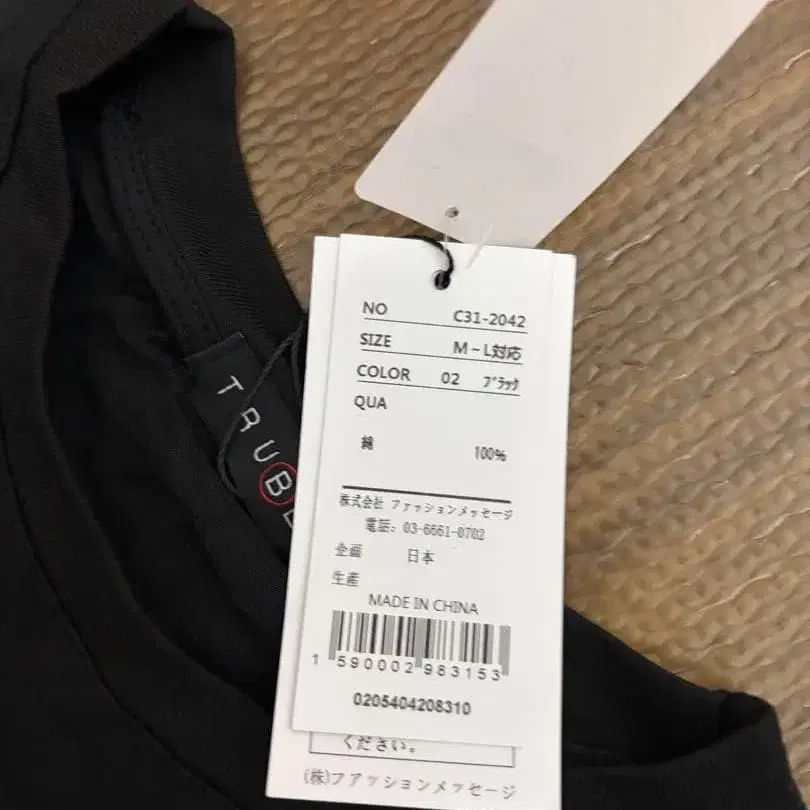 NO C31-2042
SIZE M~L対応
COLOR 02 ブラック
QUA
綿 100%
株式会社 ファッションメッセージ
電話: 03-6661-0702
企画 日本
生産
MADE IN CHINA
1 590002 983153
0205404208310
ください。
(株)ファッションメッセージ
TRUB